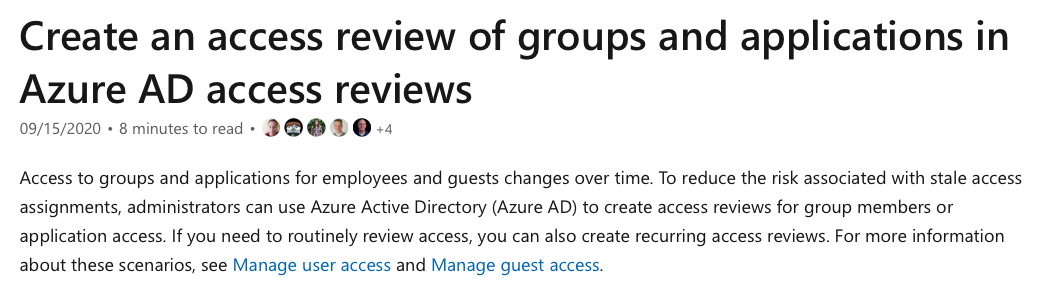 Create an access review of groups and applications in
Azure AD access reviews
09/15/2020 • 8 minutes to read • +4
Access to groups and applications for employees and guests changes over time. To reduce the risk associated with stale access
assignments, administrators can use Azure Active Directory (Azure AD) to create access reviews for group members or
application access. If you need to routinely review access, you can also create recurring access reviews. For more information
about these scenarios, see Manage user access and Manage guest access.